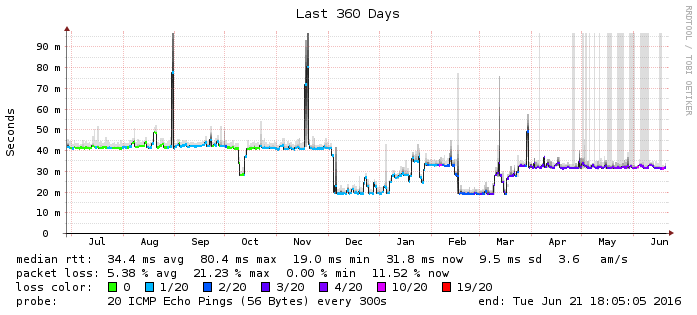 Last 360 Days
RRDTOOL / TOBI OETIKER
Seconds
90 m
80 m
70 m
60 m
50 m
40 m
30 m
20 m
10 m
0
Jul Aug Sep Oct Nov Dec Jan Feb Mar Apr May Jun
median rtt: 34.4 ms avg 80.4 ms max 19.0 ms min 31.8 ms now 9.5 ms sd 3.6 am/s
packet loss: 5.38 % avg 21.23 % max 0.00 % min 11.52 % now
loss color: 0 1/20 2/20 3/20 4/20 10/20 19/20
probe: 20 ICMP Echo Pings (56 Bytes) every 300s end: Tue Jun 21 18:05:05 2016